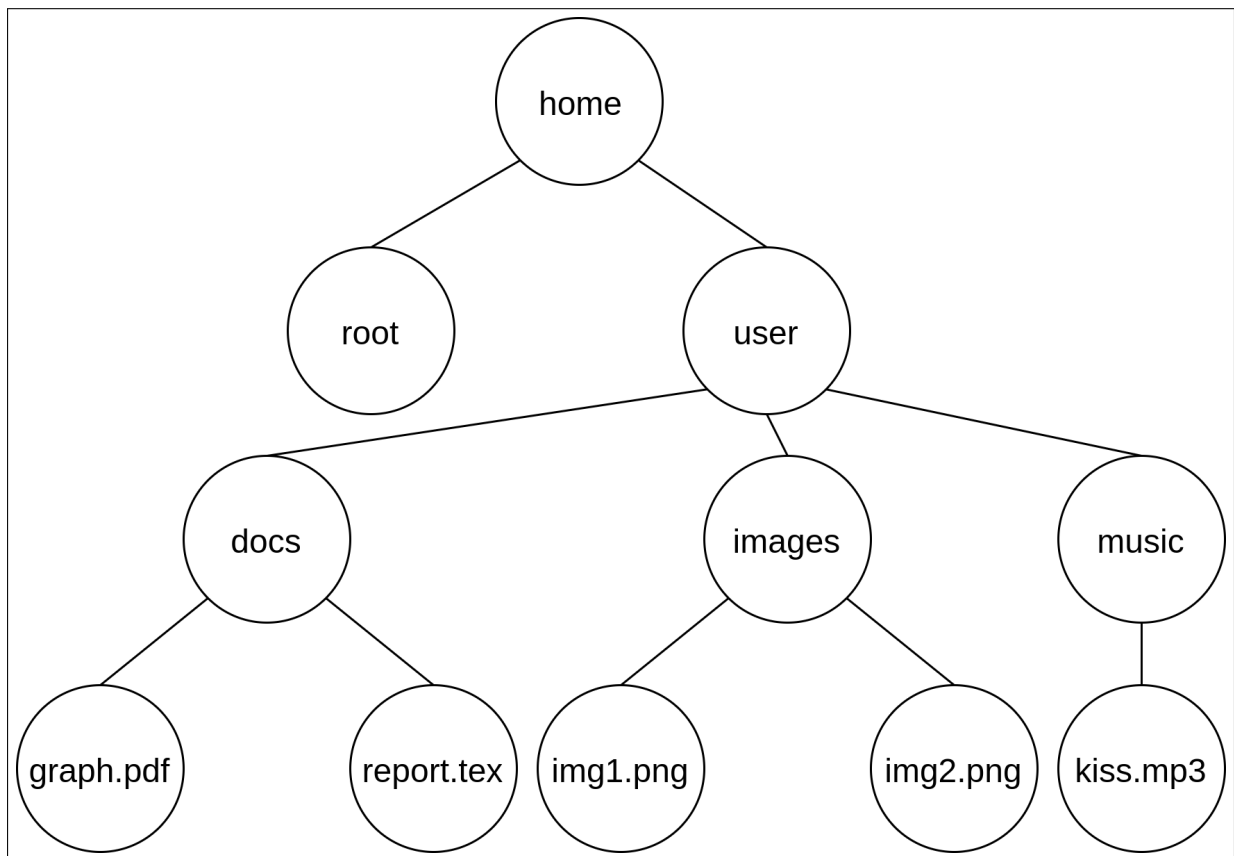 home
root
user
docs
images
music
graph.pdf
report.tex
img1.png
img2.png
kiss.mp3